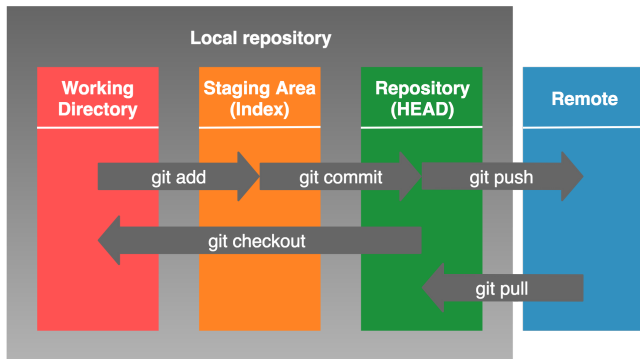 Local repository
Working
Directory
Staging Area
(Index)
Repository
(HEAD)
Remote
git add
git commit
git push
git checkout
git pull